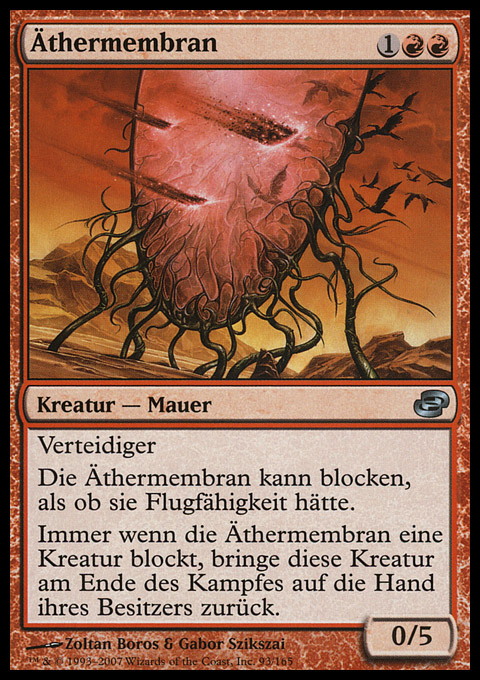 Äthermembran 1
Kreatur — Mauer
Verteidiger
Die Äthermembran kann blocken,
als ob sie Flugfähigkeit hätte.
Immer wenn die Äthermembran eine
Kreatur blockt, bringe diese Kreatur
am Ende des Kampfes auf die Hand
ihres Besitzers zurück.
0/5
Zoltan Boros & Gabor Szikszai
™ & © 1993–2007 Wizards of the Coast, Inc. 93/165